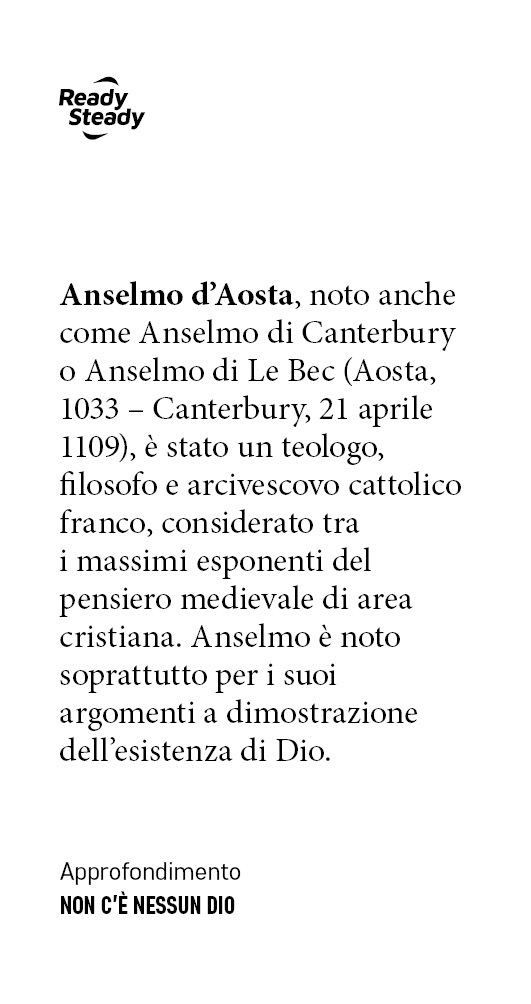 Ready
Steady
Anselmo d’Aosta, noto anche
come Anselmo di Canterbury
o Anselmo di Le Bec (Aosta,
1033 – Canterbury, 21 aprile
1109), è stato un teologo,
filosofo e arcivescovo cattolico
franco, considerato tra
i massimi esponenti del
pensiero medievale di area
cristiana. Anselmo è noto
soprattutto per i suoi
argomenti a dimostrazione
dell’esistenza di Dio.
Approfondimento
NON C’È NESSUN DIO